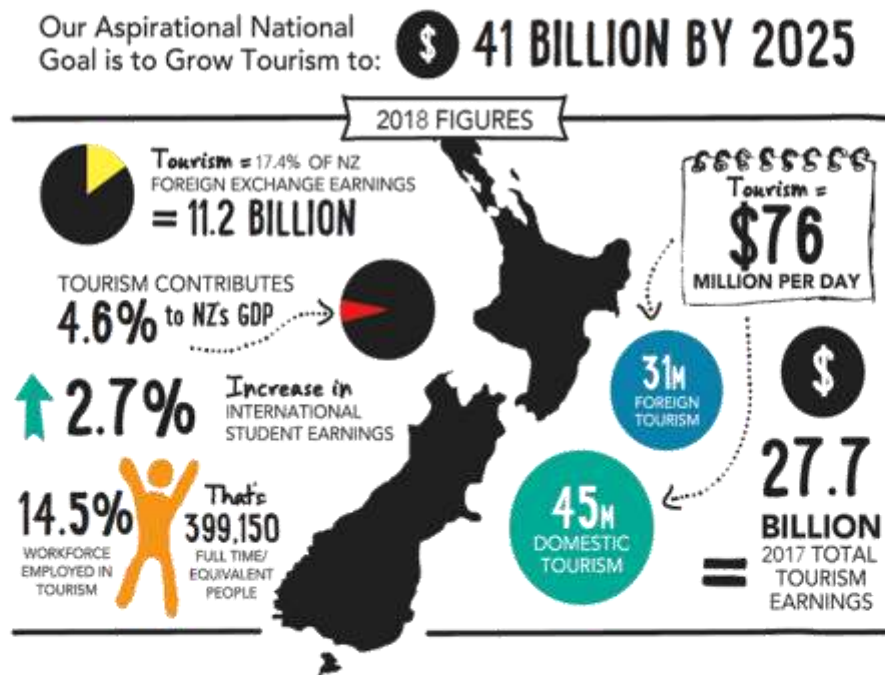 Our Aspirational National
Goal is to Grow Tourism to:
$ 41 BILLION BY 2025
2018 FIGURES
Tourism = 17.4% OF NZ
FOREIGN EXCHANGE EARNINGS
= 11.2 BILLION
TOURISM CONTRIBUTES
4.6% to NZ's GDP
2.7%
Increase in
INTERNATIONAL
STUDENT EARNINGS
14.5%
WORKFORCE
EMPLOYED IN
TOURISM
That's
399,150
FULL TIME/
EQUIVALENT
PEOPLE
Tourism =
$76
MILLION PER DAY
31M
FOREIGN
TOURISM
45M
DOMESTIC
TOURISM
=
$
27.7
BILLION
2017 TOTAL
TOURISM
EARNINGS